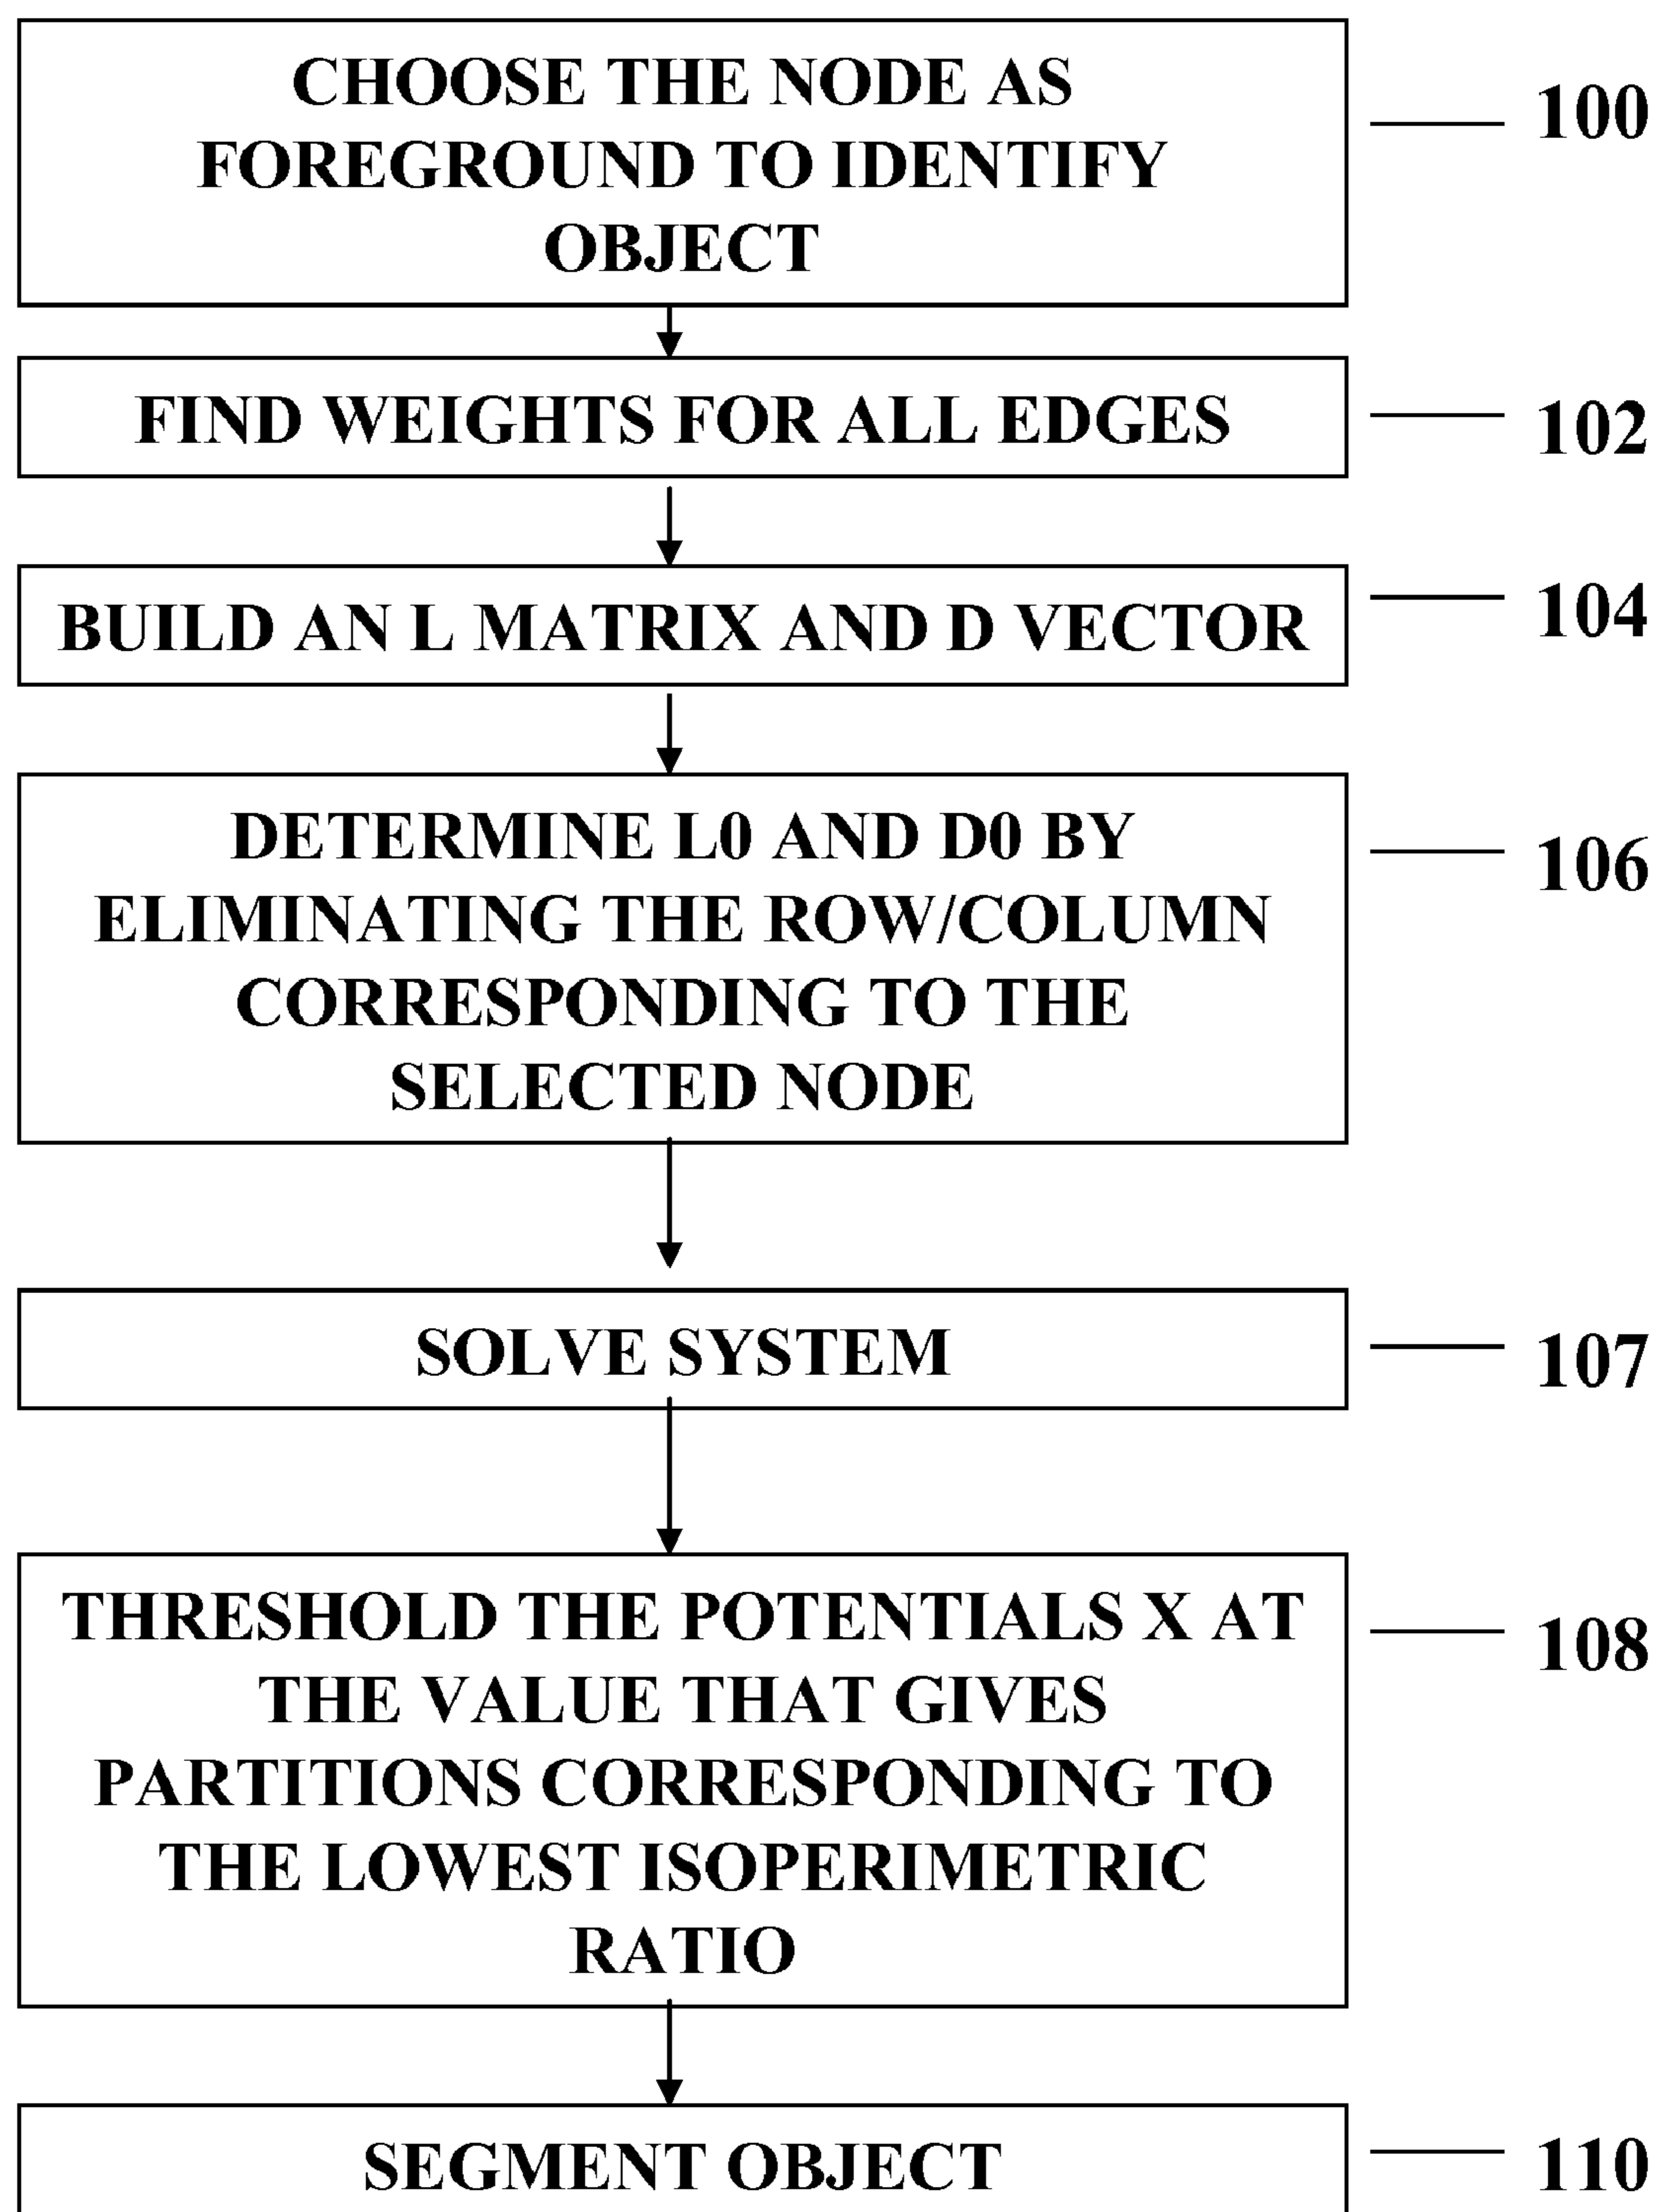 CHOOSE THE NODE AS
FOREGROUND TO IDENTIFY
OBJECT
100
FIND WEIGHTS FOR ALL EDGES
102
BUILD AN L MATRIX AND D VECTOR
104
DETERMINE L0 AND D0 BY
ELIMINATING THE ROW/COLUMN
CORRESPONDING TO THE
SELECTED NODE
106
SOLVE SYSTEM
107
THRESHOLD THE POTENTIALS X AT
THE VALUE THAT GIVES
PARTITIONS CORRESPONDING TO
THE LOWEST ISOPERIMETRIC
RATIO
108
SEGMENT OBJECT
110